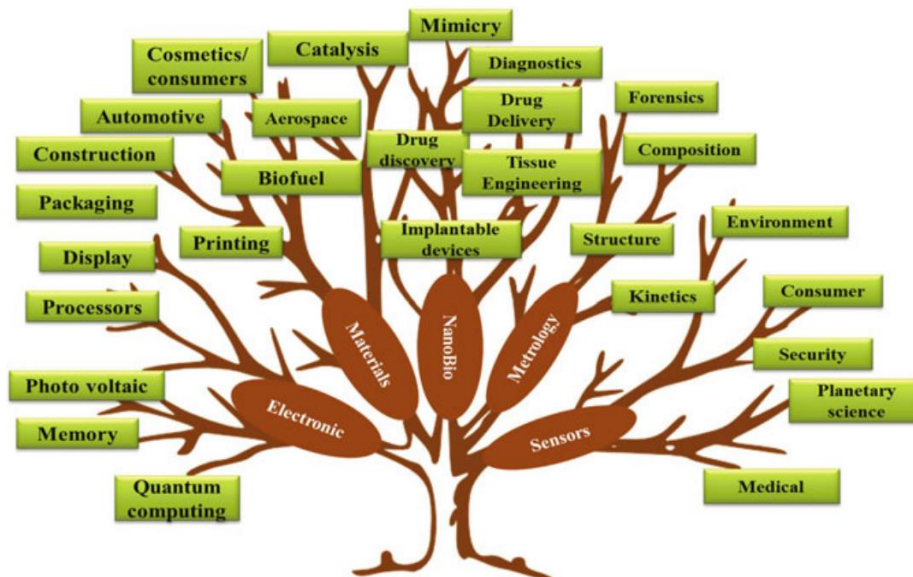 Mimicry
Cosmetics/
consumers
Catalysis
Diagnostics
Automotive
Aerospace
Drug
Delivery
Forensics
Construction
Drug
discovery
Composition
Biofuel
Tissue
Engineering
Packaging
Printing
Implantable
devices
Structure
Environment
Display
Processors
Kinetics
Consumer
Materials
NanoBio
Metrology
Security
Photo voltaic
Planetary
science
Memory
Electronic
Sensors
Quantum
computing
Medical